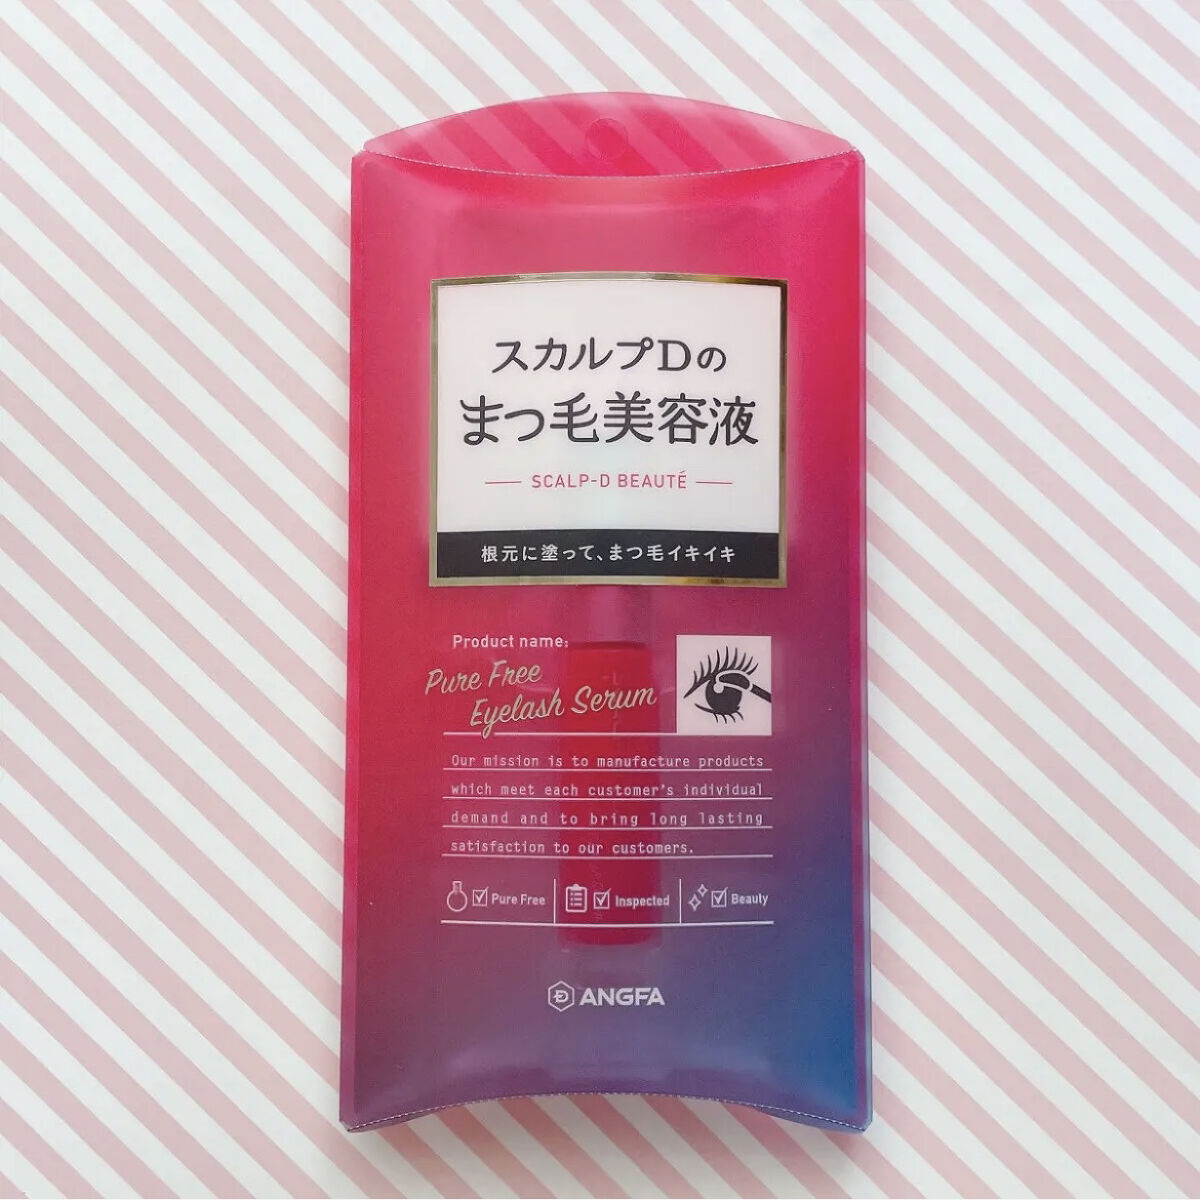 スカルプDの
まつ毛美容液
SCALP-D BEAUTÉ
根元に塗って、まつ毛イキイキ
Product name:
Pure Free
Eyelash Serum
Our mission is to manufacture products
which meet each customer's individual
demand and to bring long lasting
satisfaction to our customers.
Pure Free
Inspected
Beauty
ANGFA